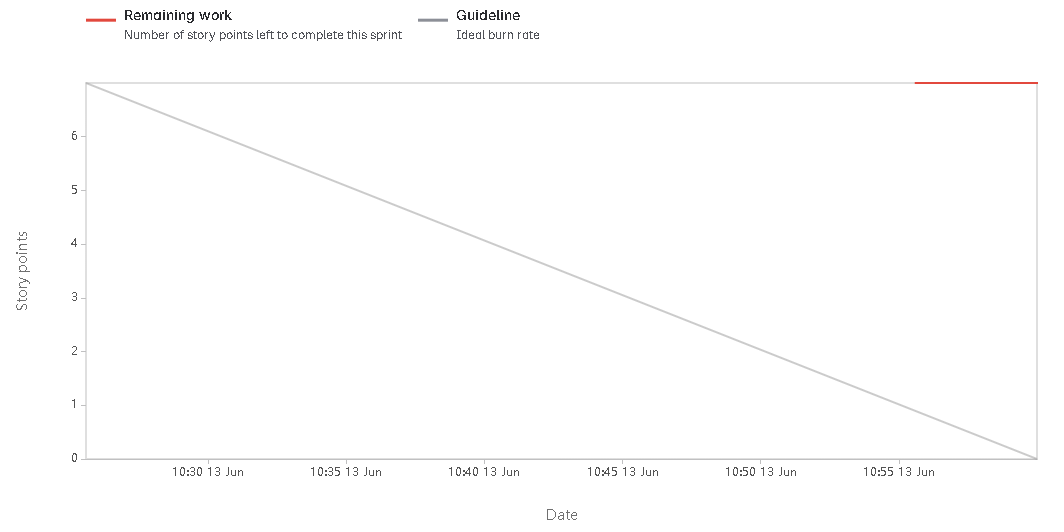 Remaining work
Number of story points left to complete this sprint
Guideline
Ideal burn rate
6
5
4
3
2
1
0
Story points
10:30 13 Jun
10:35 13 Jun
10:40 13 Jun
10:45 13 Jun
10:50 13 Jun
10:55 13 Jun
Date